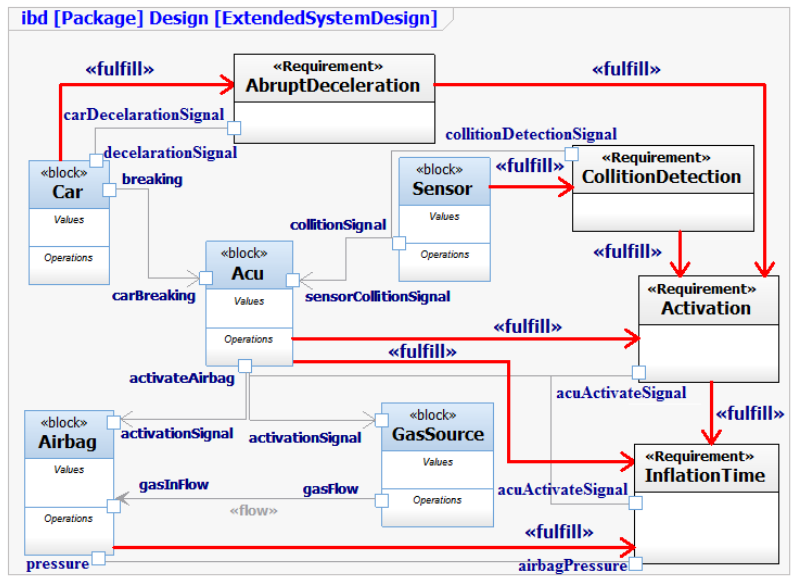 ibd [Package] Design [ExtendedSystemDesign]
«fulfill»
«Requirement»
AbruptDeceleration
«fulfill»
carDecelarationSignal
decelarationSignal
collitionDetectionSignal
«block»
Car
Values
Operations
breaking
«block»
Sensor
Values
Operations
«fulfill»
«Requirement»
CollitionDetection
collitionSignal
«fulfill»
«block»
Acu
Values
Operations
carBreaking
sensorCollitionSignal
«Requirement»
Activation
«fulfill»
«fulfill»
activateAirbag
acuActivateSignal
«fulfill»
«block»
Airbag
Values
Operations
activationSignal
activationSignal
«block»
GasSource
Values
Operations
«Requirement»
InflationTime
gasInFlow
gasFlow
«flow»
acuActivateSignal
«fulfill»
pressure
airbagPressure